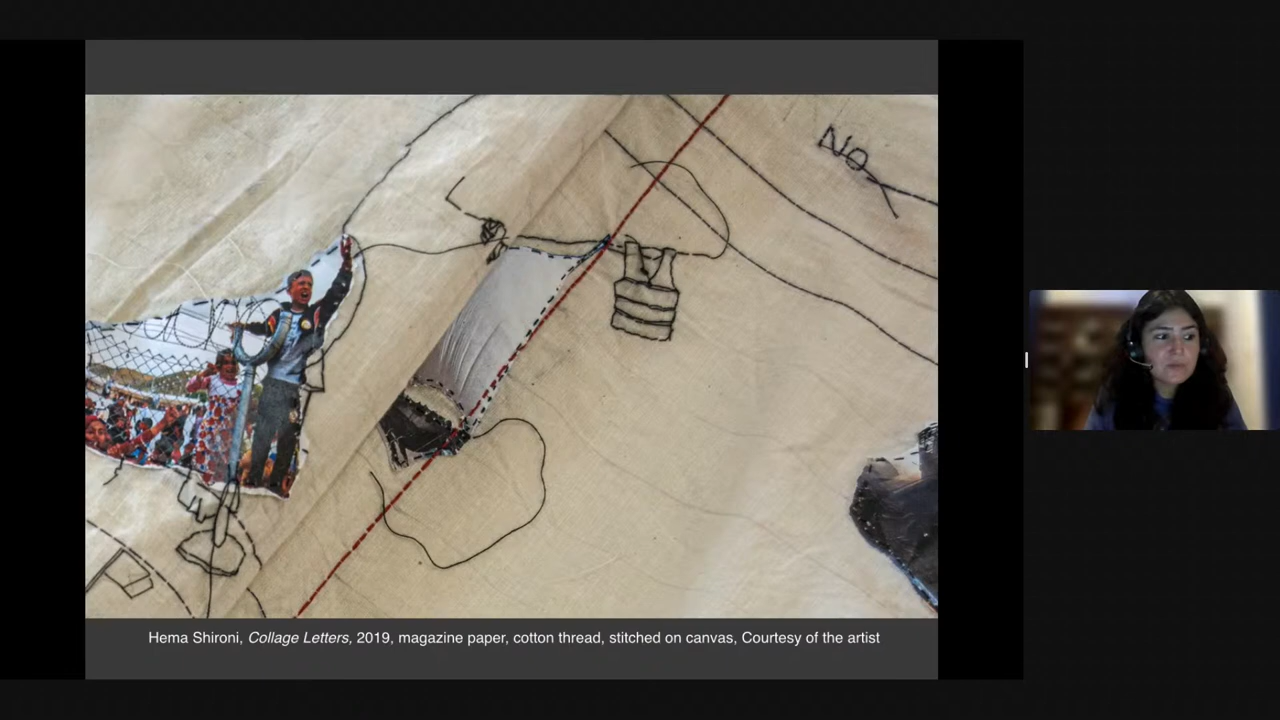 NO
Hema Shironi, Collage Letters, 2019, magazine paper, cotton thread, stitched on canvas, Courtesy of the artist